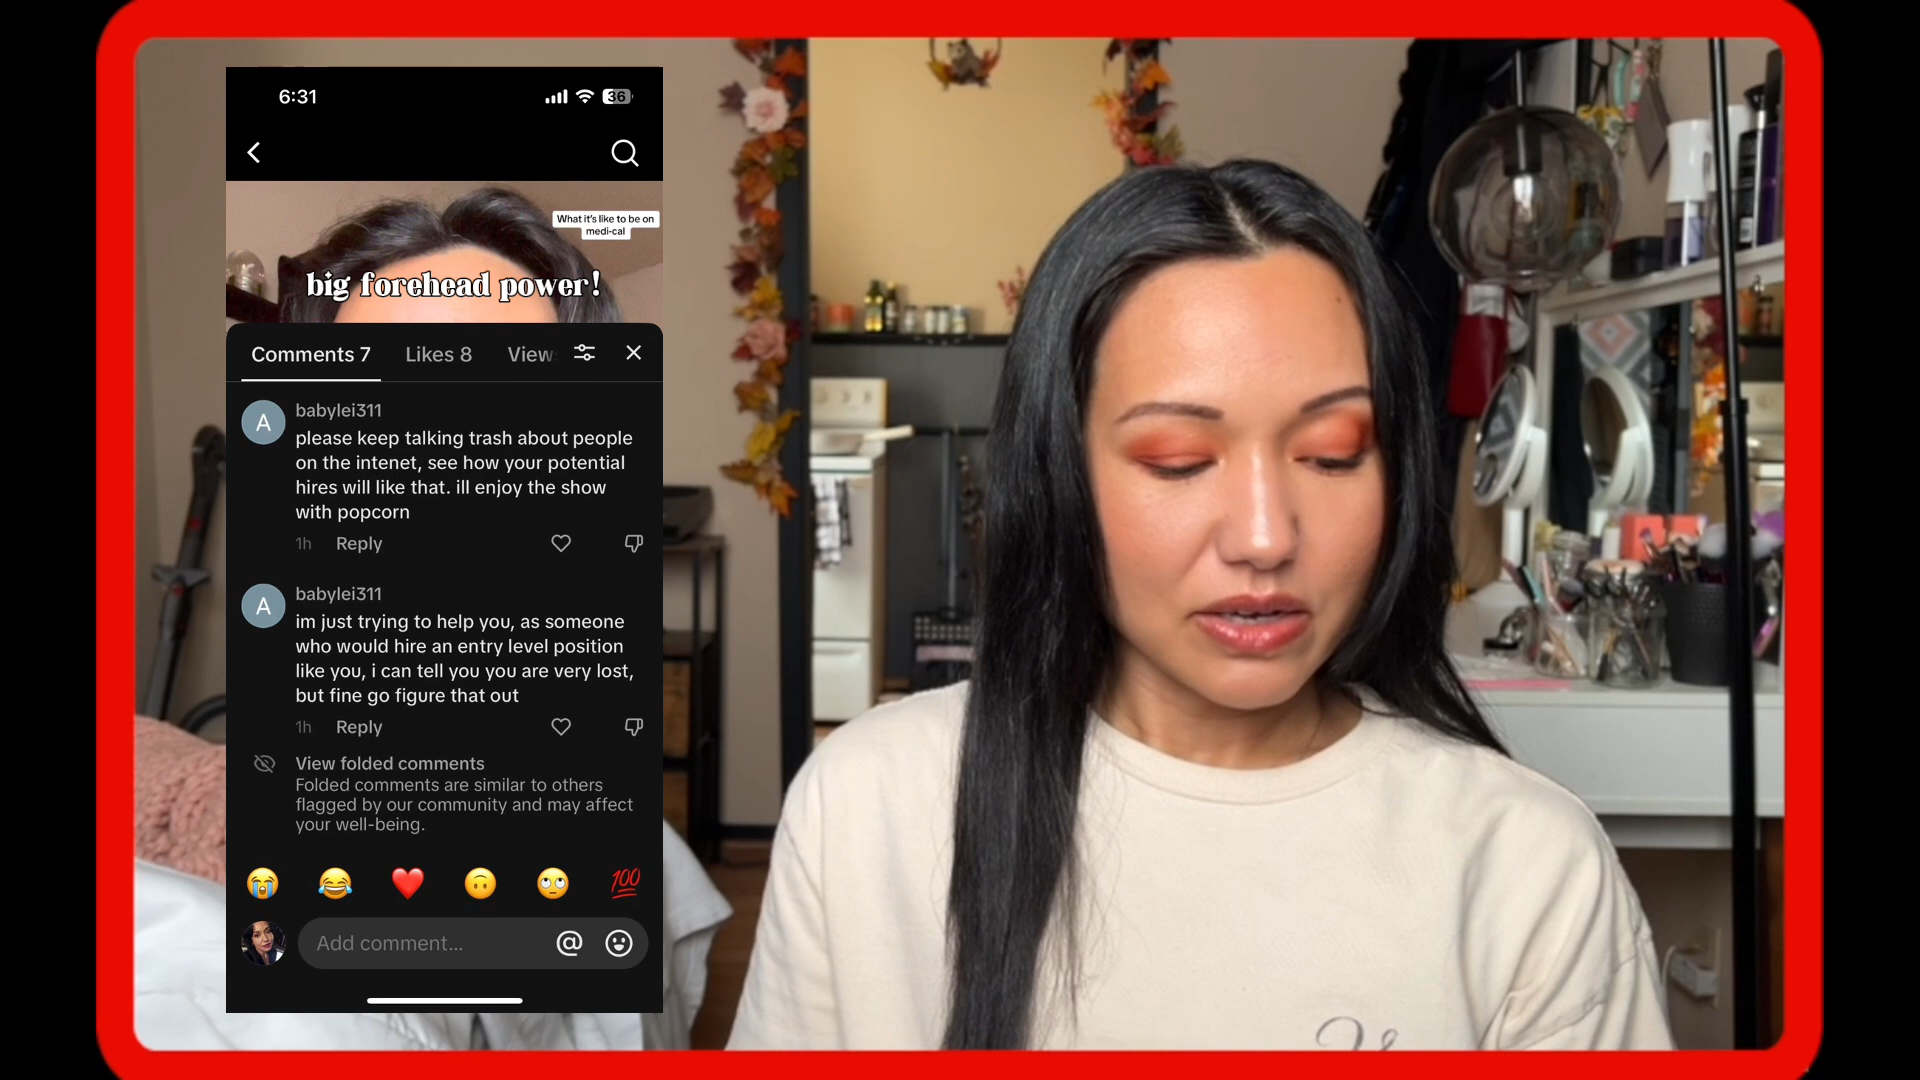 6:31
36
What it's like to be on
medi-cal
big forehead power!
Comments 7
Likes 8
View
A
babylei311
please keep talking trash about people
on the intenet, see how your potential
hires will like that. ill enjoy the show
with popcorn
1h
Reply
A
babylei311
im just trying to help you, as someone
who would hire an entry level position
like you, i can tell you you are very lost,
but fine go figure that out
1h
Reply
View folded comments
Folded comments are similar to others
flagged by our community and may affect
your well-being.
100
Add comment...
@